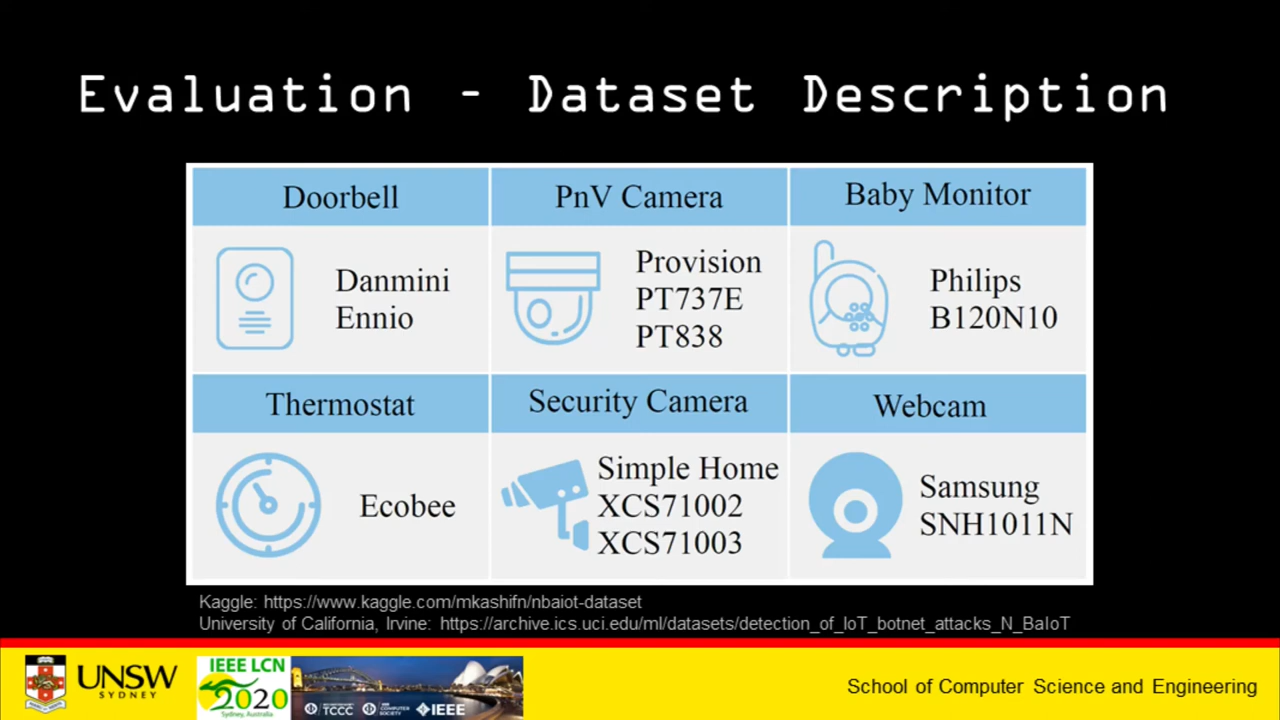 Evaluation - Dataset Description
Doorbell
PnV Camera
Baby Monitor
Danmini
Ennio
Provision
PT737E
PT838
Philips
B120N10
Thermostat
Security Camera
Webcam
Ecobee
Simple Home
XCS71002
XCS71003
Samsung
SNH1011N
Kaggle: https://www.kaggle.com/mkashifn/nbaiot-dataset
University of California, Irvine: https://archive.ics.uci.edu/ml/datasets/detection_of_IoT_botnet_attacks_N_BaIoT
UNSW
SYDNEY
IEEE LCN
2020
Sydney, Australia
TCCC
IEEE
School of Computer Science and Engineering